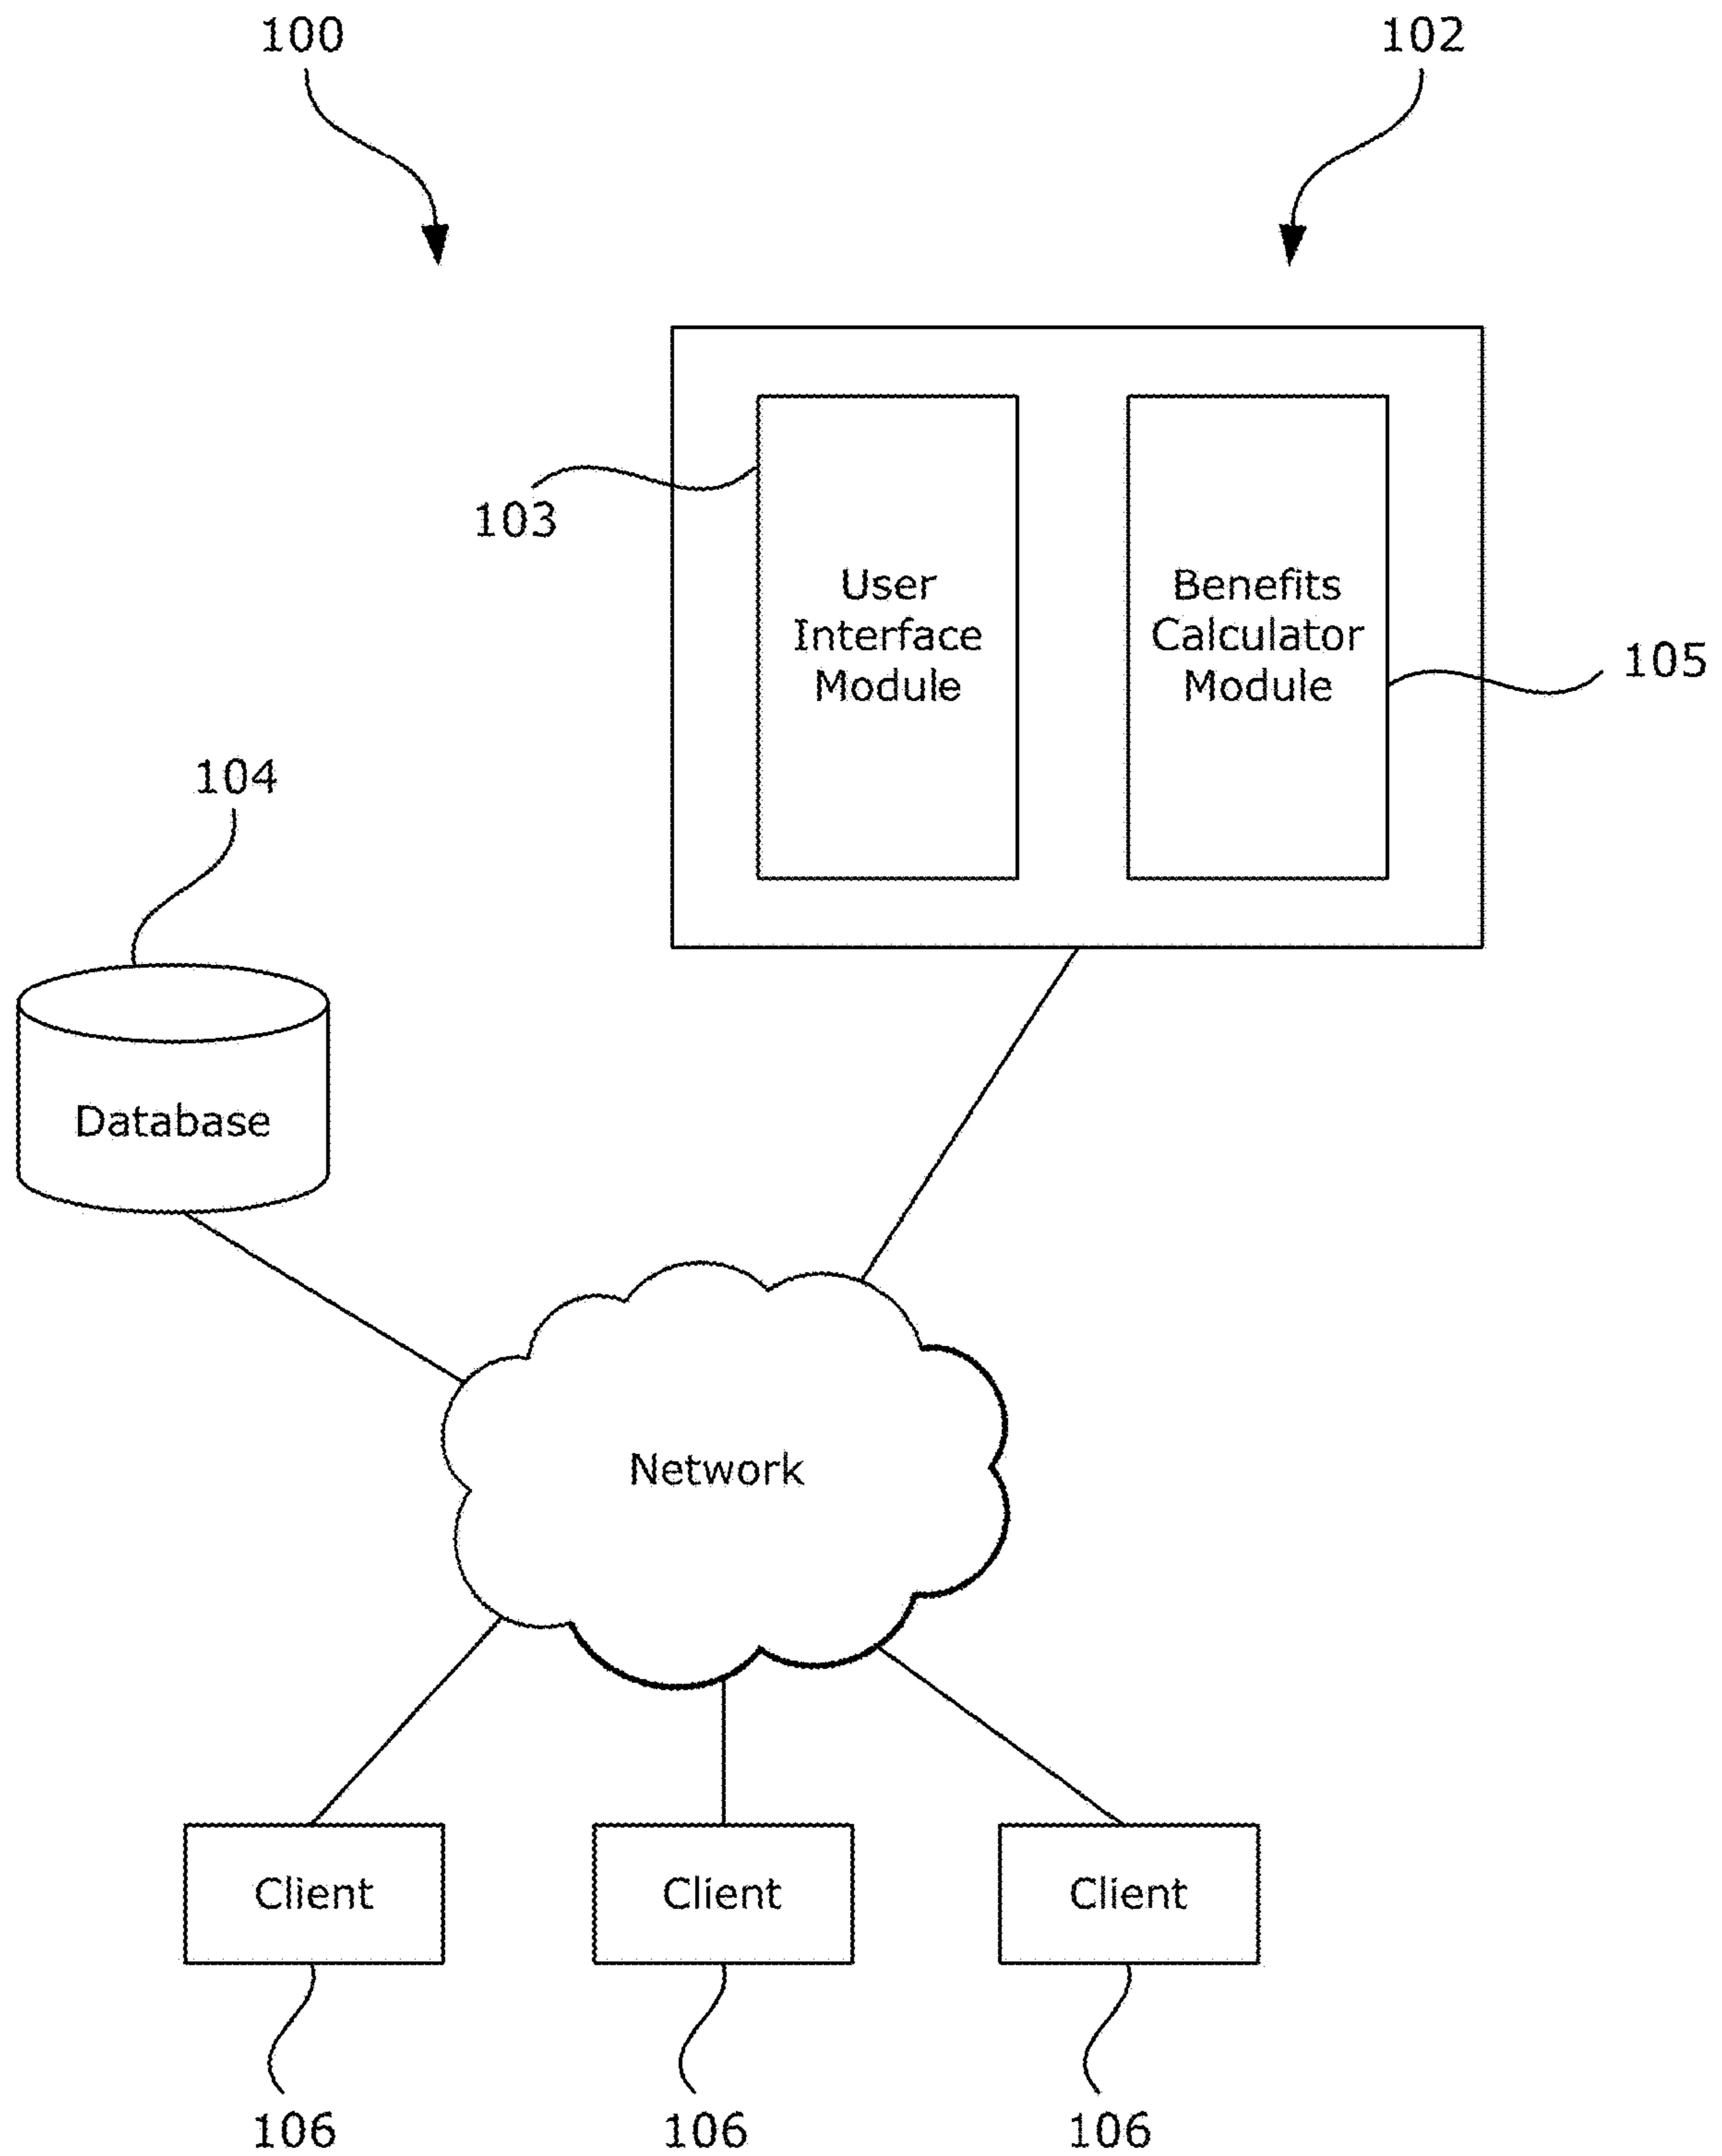 100
102
103
User
Interface
Module
Benefits
Calculator
Module
105
104
Database
Network
Client
Client
Client
106
106
106